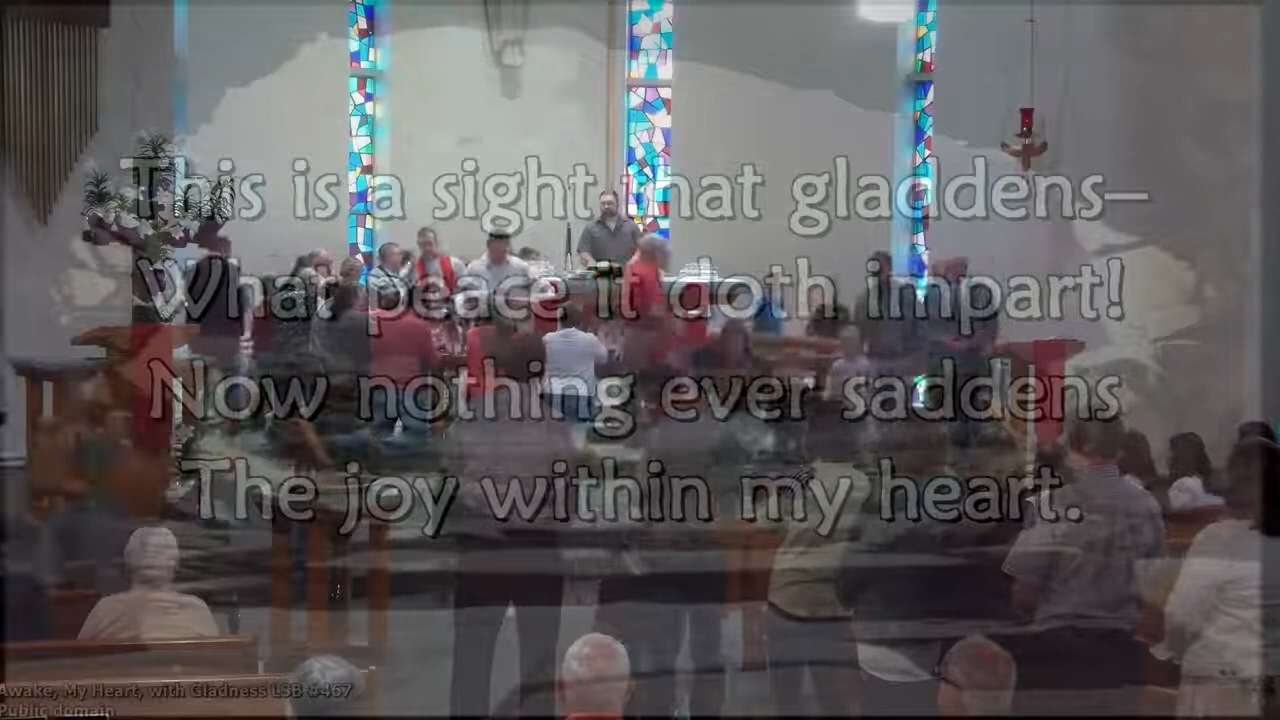 This is a sight that gladdens—
What peace it doth impart!
Now nothing ever saddens
The joy within my heart.
Awake, My Heart, with Gladness LSB #467
Public domain